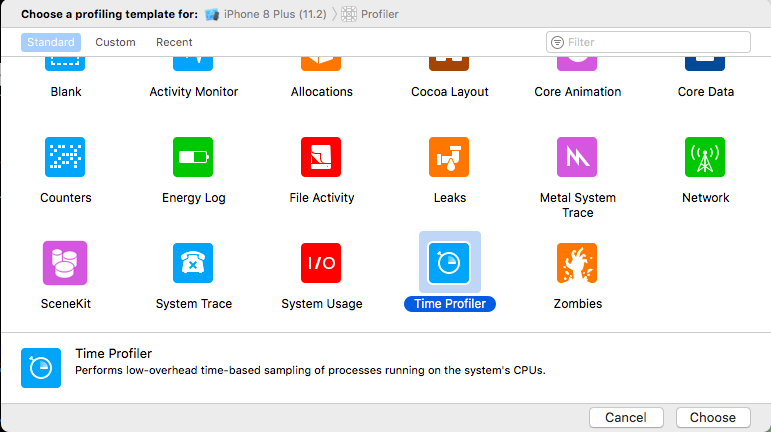 Choose a profiling template for: iPhone 8 Plus (11.2) Profiler
Standard Custom Recent Filter
Blank Activity Monitor Allocations Cocoa Layout Core Animation Core Data
Counters Energy Log File Activity Leaks Metal System Trace Network
I/O
SceneKit System Trace System Usage Time Profiler Zombies
Time Profiler
Performs low-overhead time-based sampling of processes running on the system's CPUs.
Cancel Choose